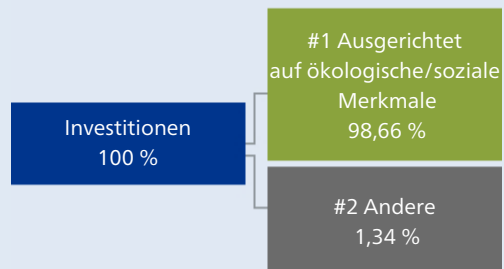 Investitionen
100 %
#1 Ausgerichtet
auf ökologische/soziale
Merkmale
98,66 %
#2 Andere
1,34 %